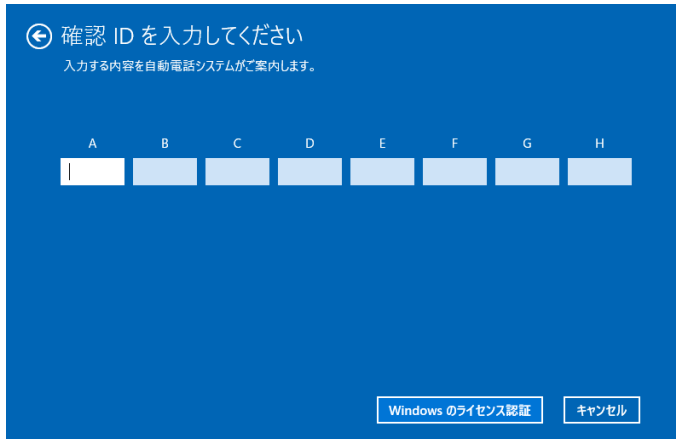 確認 ID を入力してください
入力する内容を自動電話システムがご案内します。
A B C D E F G H
Windows のライセンス認証 キャンセル